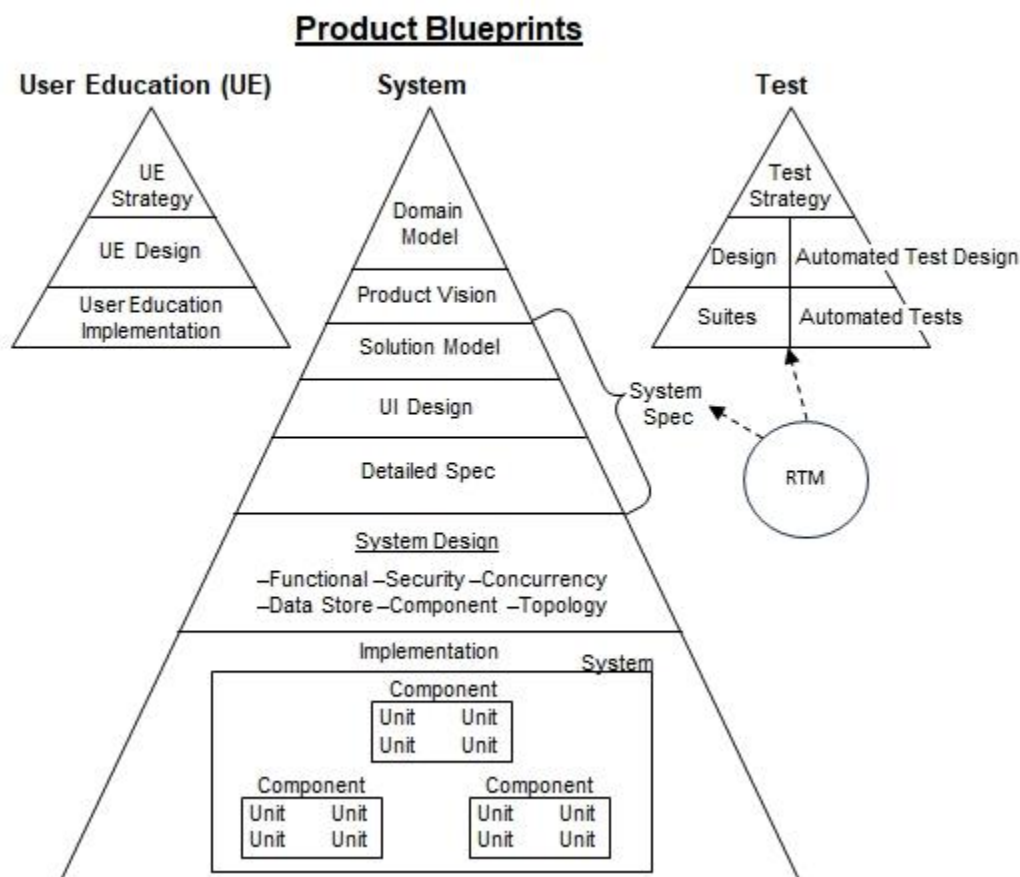 Product Blueprints
User Education (UE)
UE
Strategy
UE Design
User Education
Implementation
System
Domain
Model
Product Vision
Solution Model
UI Design
Detailed Spec
System
Spec
System Design
–Functional –Security –Concurrency
–Data Store –Component –Topology
Implementation
System
Component
Unit Unit
Unit Unit
Component
Unit Unit
Unit Unit
Component
Unit Unit
Unit Unit
Test
Test
Strategy
Design Automated Test Design
Suites Automated Tests
RTM